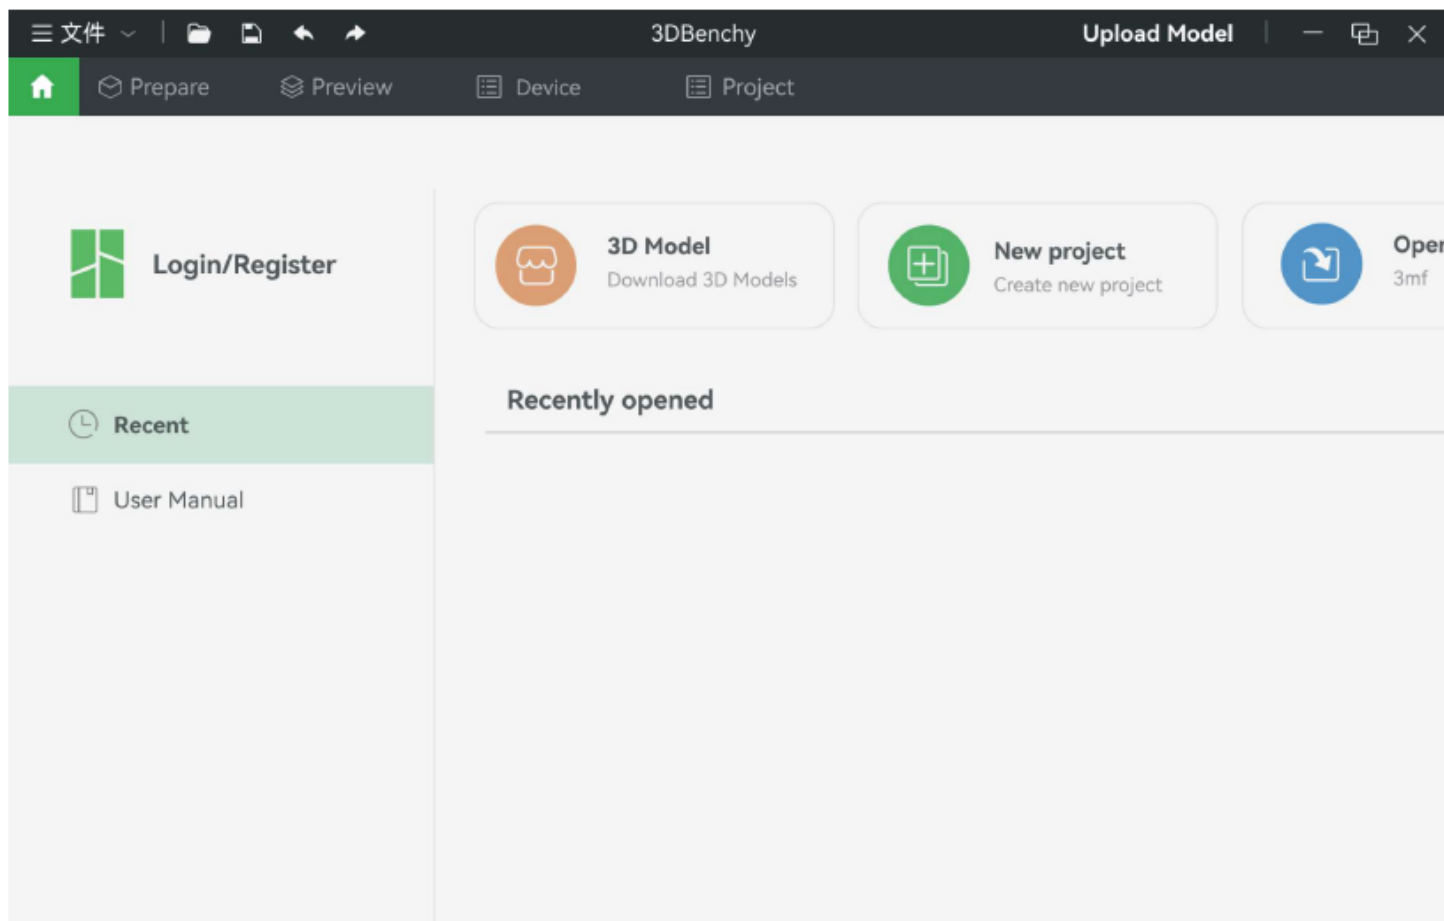 文件
3DBenchy
Upload Model
Prepare
Preview
Device
Project
Login/Register
Recent
User Manual
3D Model
Download 3D Models
New project
Create new project
3mf
Recently opened